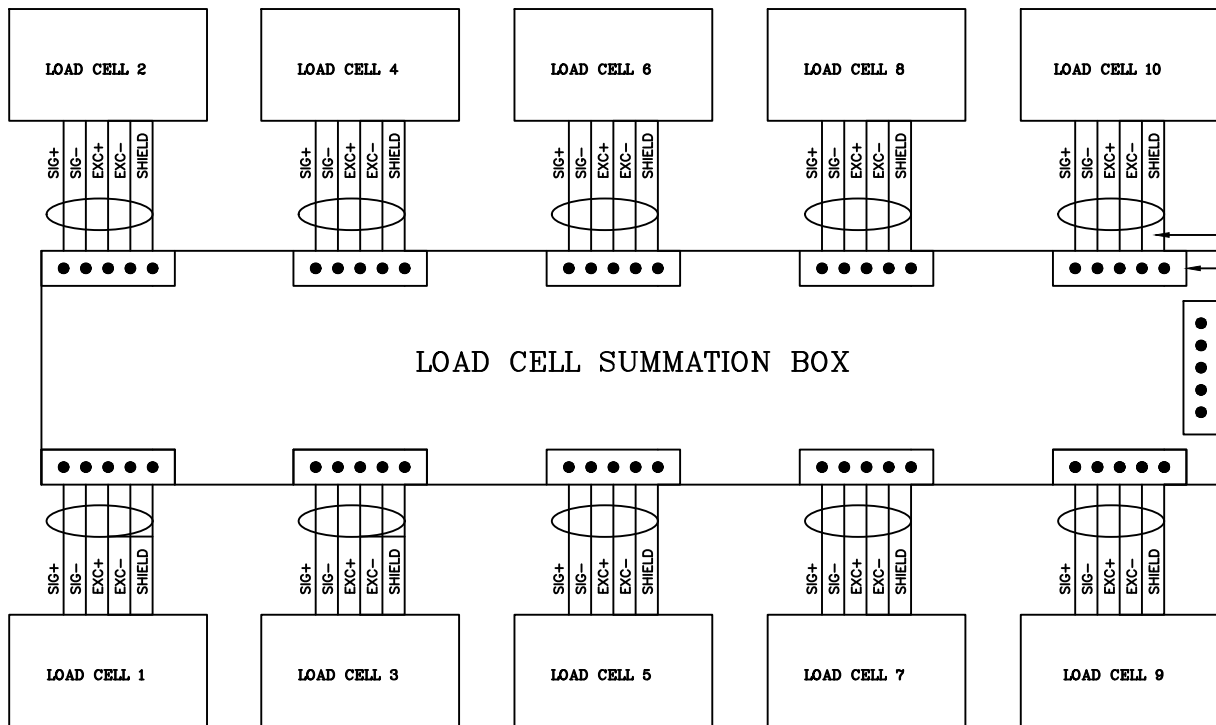 LOAD CELL 2
LOAD CELL 4
LOAD CELL 6
LOAD CELL 8
LOAD CELL 10
SIG+
SIG-
EXC+
EXC-
SHIELD
SIG+
SIG-
EXC+
EXC-
SHIELD
SIG+
SIG-
EXC+
EXC-
SHIELD
SIG+
SIG-
EXC+
EXC-
SHIELD
SIG+
SIG-
EXC+
EXC-
SHIELD
LOAD CELL SUMMATION BOX
SIG+
SIG-
EXC+
EXC-
SHIELD
SIG+
SIG-
EXC+
EXC-
SHIELD
SIG+
SIG-
EXC+
EXC-
SHIELD
SIG+
SIG-
EXC+
EXC-
SHIELD
SIG+
SIG-
EXC+
EXC-
SHIELD
LOAD CELL 1
LOAD CELL 3
LOAD CELL 5
LOAD CELL 7
LOAD CELL 9